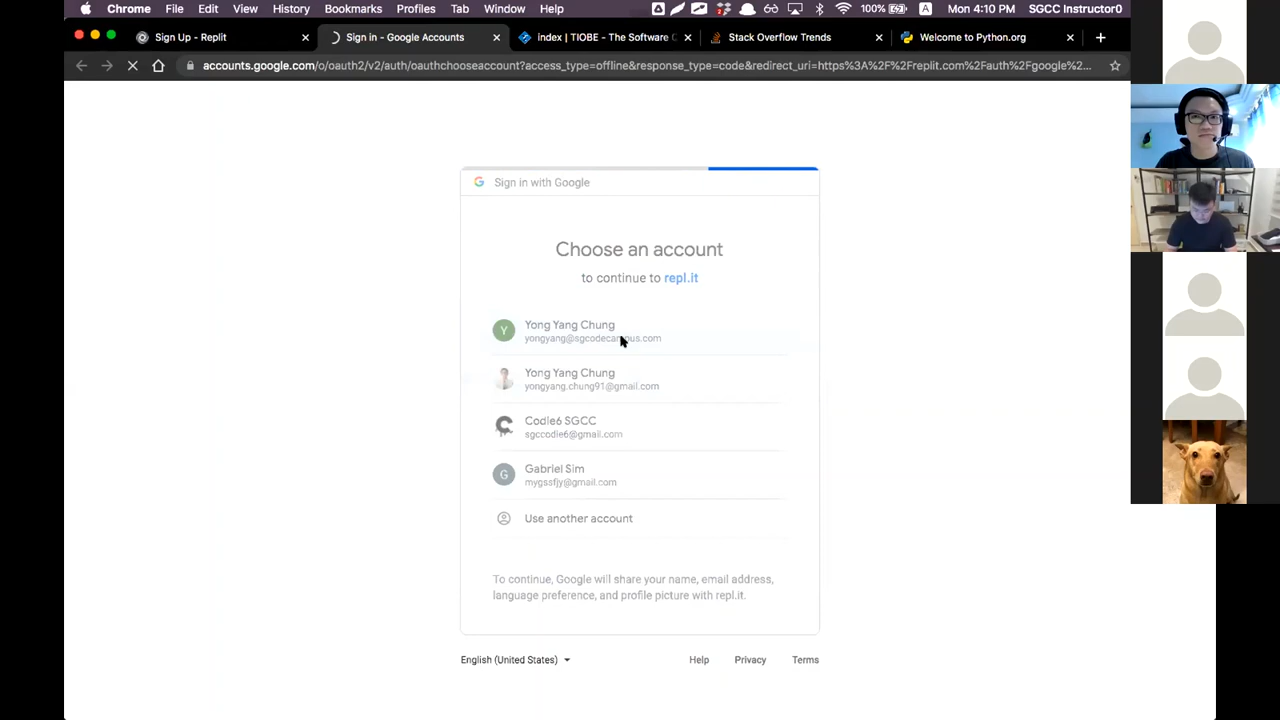 Chrome File Edit View History Bookmarks Profiles Tab Window Help 100% A Mon 4:10 PM SGCC Instructor0
Sign Up - Replit
Sign in - Google Accounts
index | TIOBE - The Software C
Stack Overflow Trends
Welcome to Python.org
accounts.google.com/o/oauth2/v2/auth/oauthchooseaccount?access_type=offline&response_type=code&redirect_uri=https%3A%2F%2Freplit.com%2Fauth%2Fgoogle%2...
Sign in with Google
Choose an account
to continue to repl.it
Y
Yong Yang Chung
yongyang@sgcodecampus.com
Yong Yang Chung
yongyang.chung91@gmail.com
Codle6 SGCC
sgccodle6@gmail.com
G
Gabriel Sim
mygssfjy@gmail.com
Use another account
To continue, Google will share your name, email address,
language preference, and profile picture with repl.it.
English (United States)
Help Privacy Terms